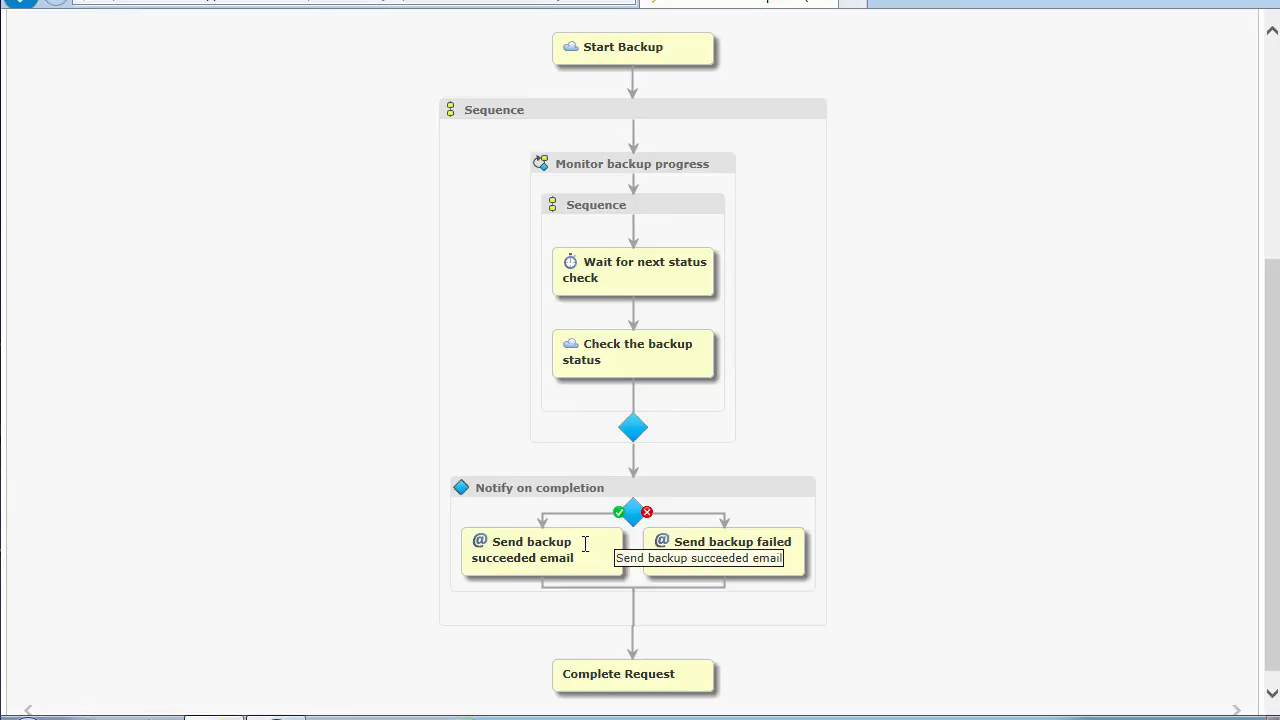 Start Backup
Sequence
Monitor backup progress
Sequence
Wait for next status
check
Check the backup
status
Notify on completion
@ Send backup
succeeded email
@ Send backup failed
Send backup succeeded email
Complete Request